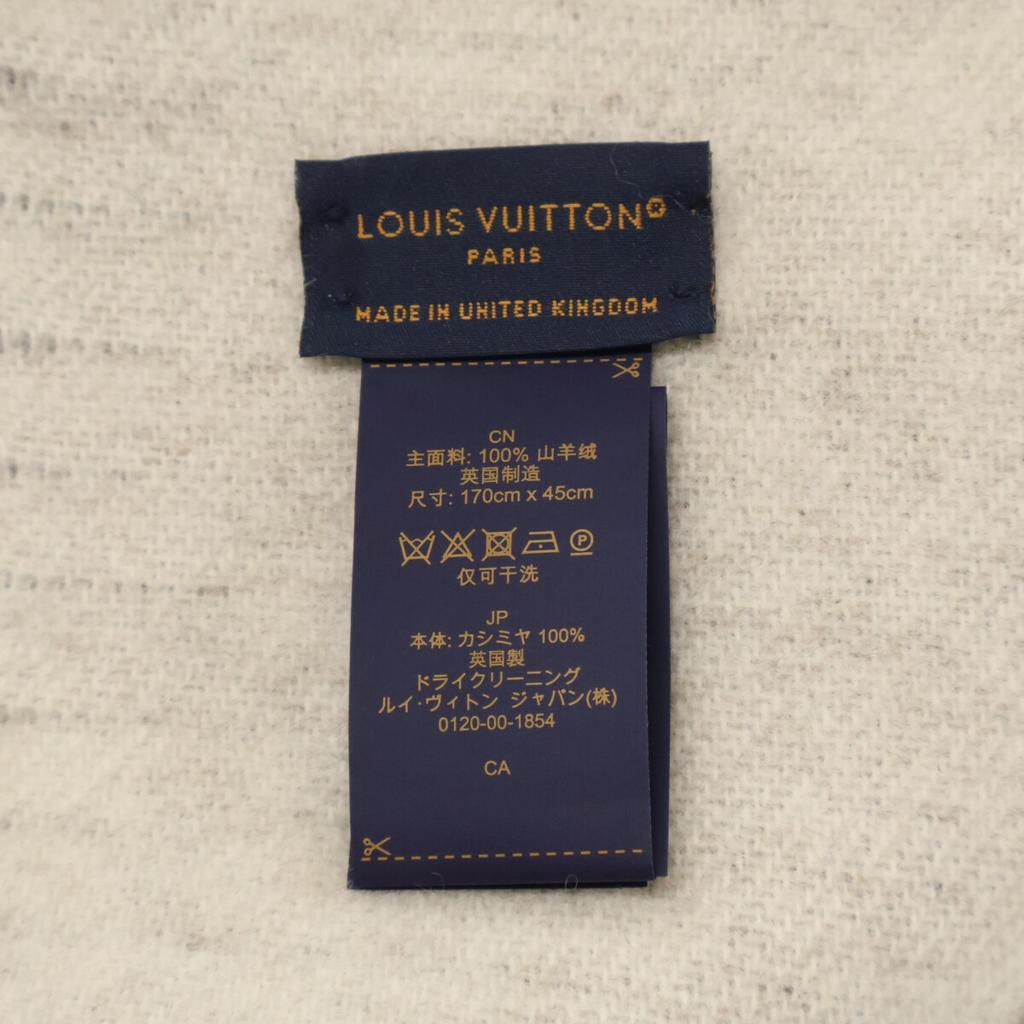 LOUIS VUITTON®
PARIS
MADE IN UNITED KINGDOM
CN
主面料: 100% 山羊绒
英国制造
尺寸: 170cm x 45cm
仅可干洗
JP
本体: カシミヤ 100%
英国製
ドライクリーニング
ルイ·ヴィトン ジャパン(株)
0120-00-1854
CA